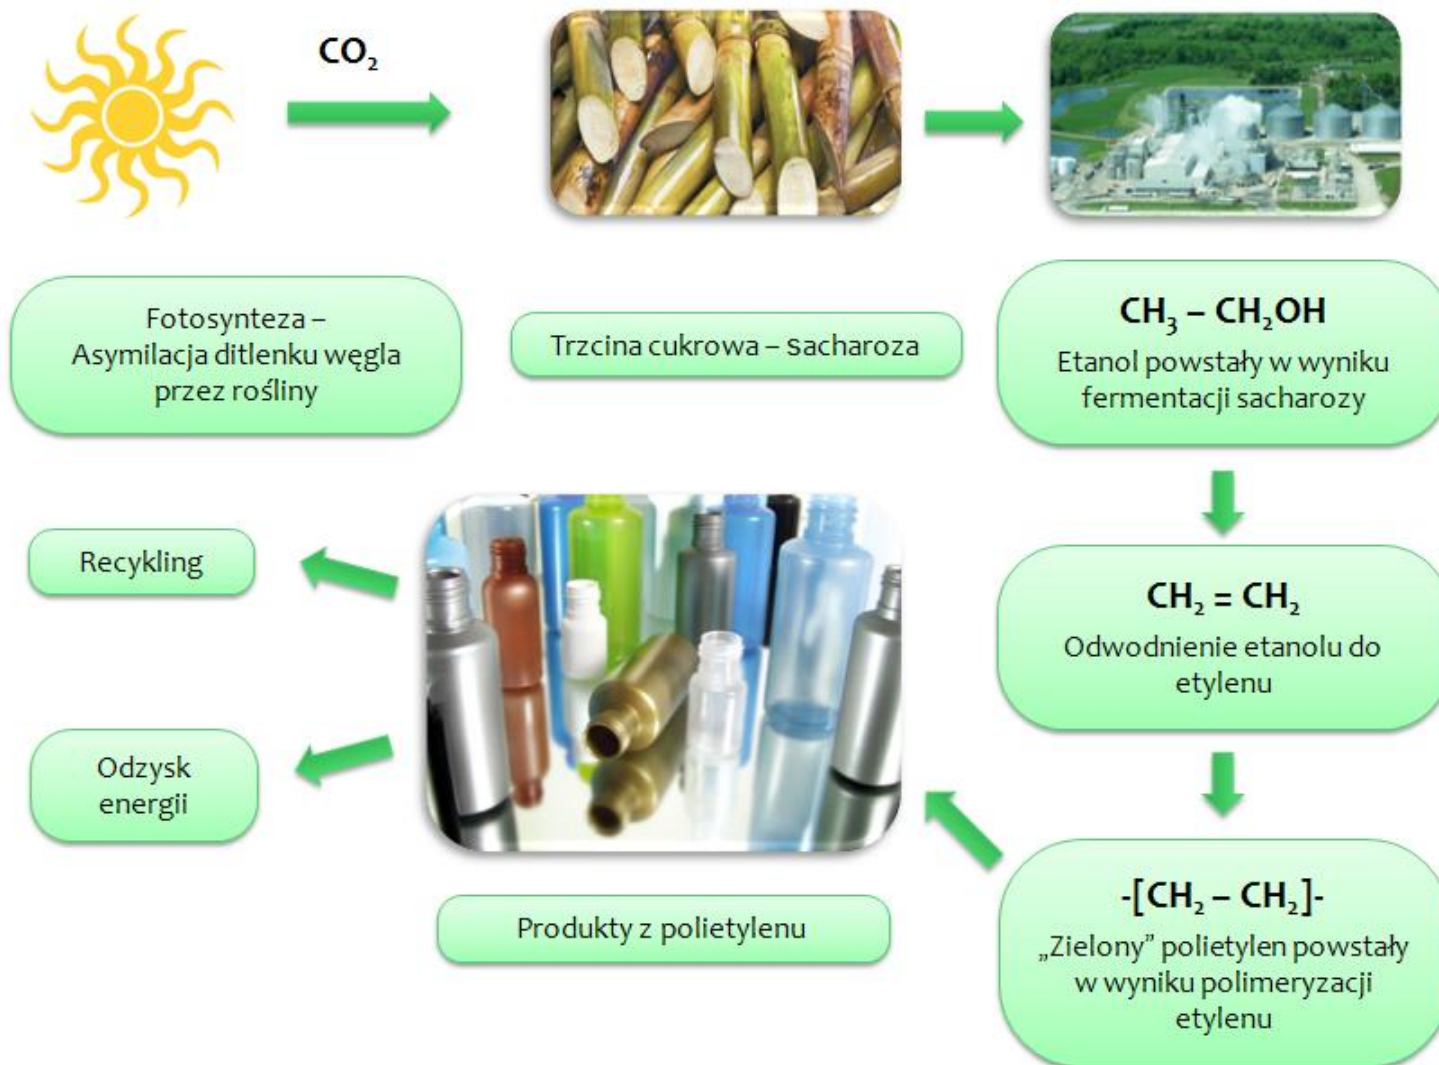 CO₂
Fotosynteza –
Asymilacja ditlenku węgla
przez rośliny
Trzcina cukrowa – sacharoza
CH₃ – CH₂OH
Etanol powstały w wyniku
fermentacji sacharozy
CH₂ = CH₂
Odwodnienie etanolu do
etylenu
-[CH₂ – CH₂]-
„Zielony” polietylen powstały
w wyniku polimeryzacji
etylenu
Produkty z polietylenu
Recykling
Odzysk
energii